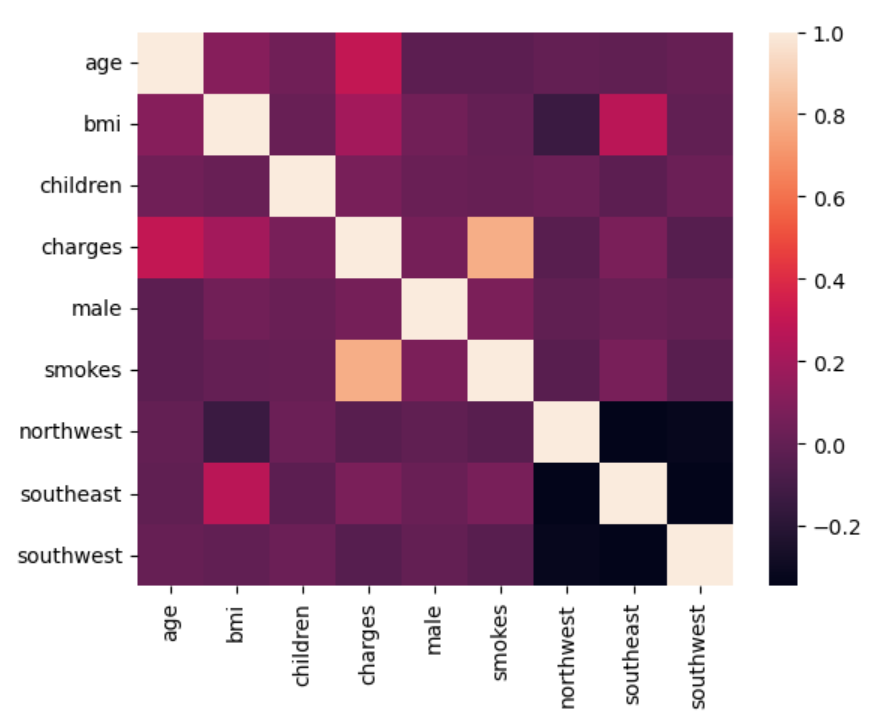 age
bmi
children
charges
male
smokes
northwest
southeast
southwest
age
bmi
children
charges
male
smokes
northwest
southeast
southwest
1.0
0.8
0.6
0.4
0.2
0.0
−0.2